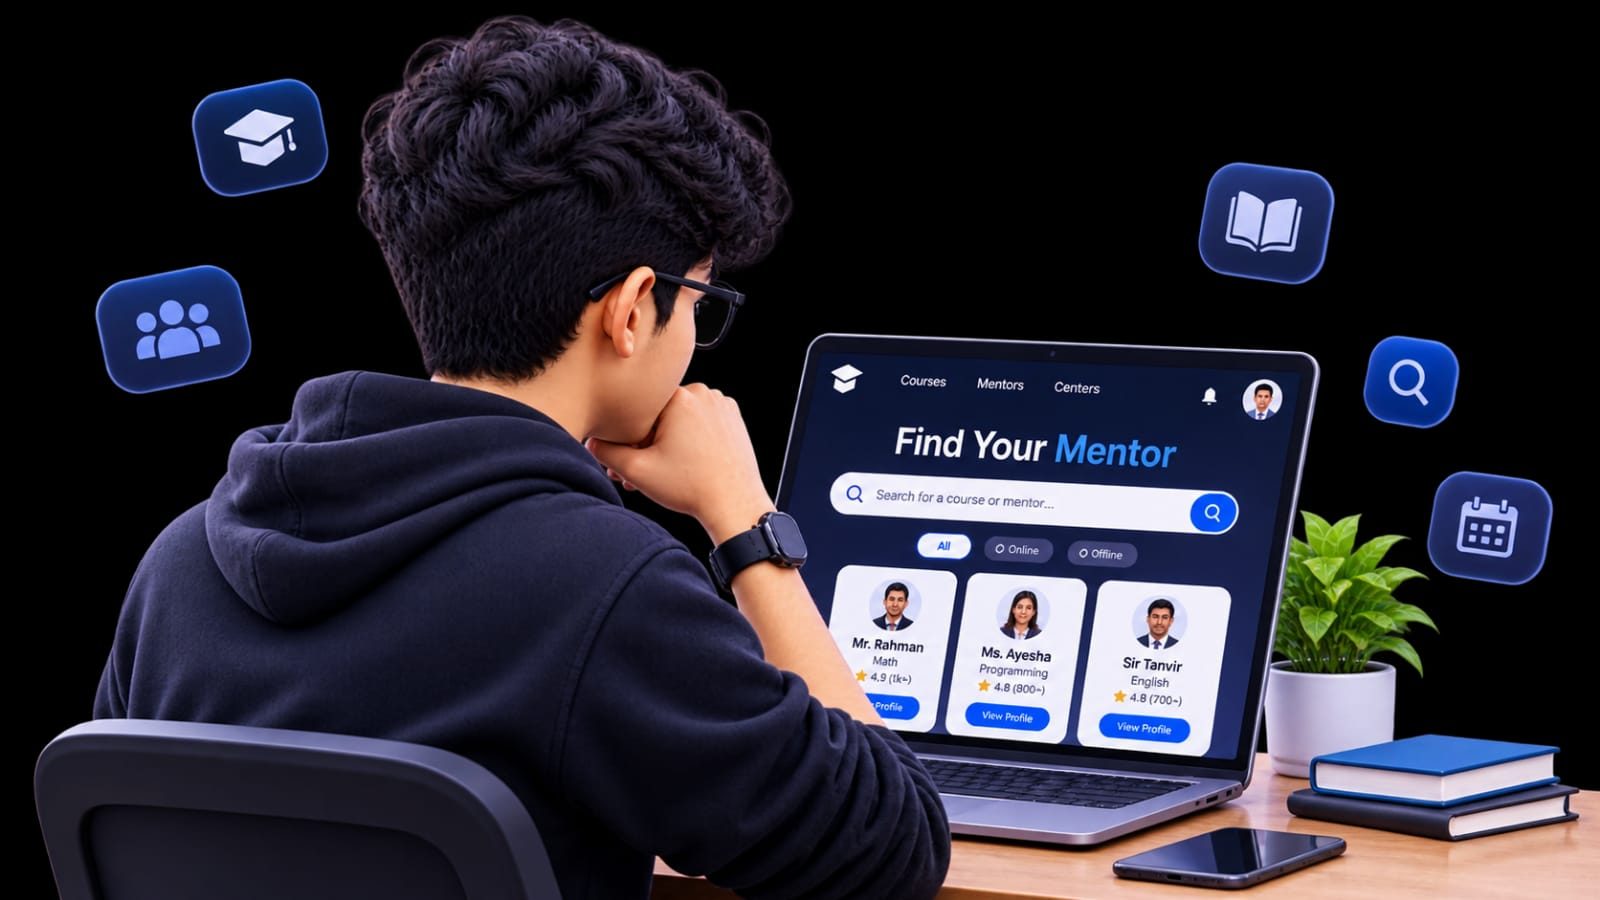 Courses Mentors Centers
Find Your Mentor
Search for a course or mentor...
All Online Offline
Mr. Rahman
Math
4.9 (1k+)
Profile
Ms. Ayesha
Programming
4.8 (800+)
View Profile
Sir Tanvir
English
4.8 (700+)
View Profile